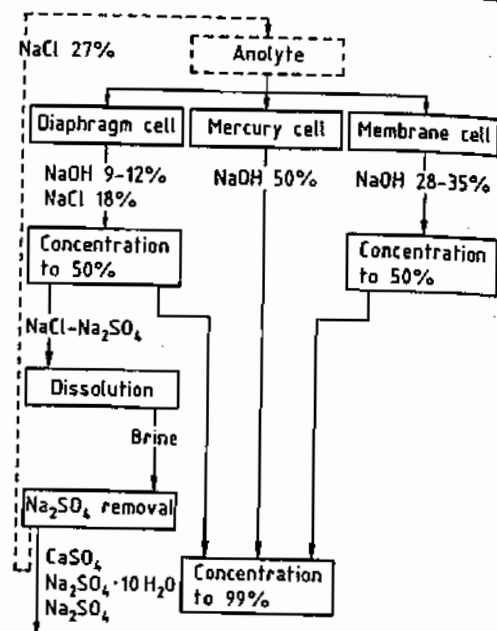 NaCl 27%
Anolyte
Diaphragm cell
Mercury cell
Membrane cell
NaOH 9-12%
NaCl 18%
NaOH 50%
NaOH 28-35%
Concentration
to 50%
Concentration
to 50%
NaCl-Na₂SO₄
Dissolution
Brine
Na₂SO₄ removal
CaSO₄
Na₂SO₄·10 H₂O
Na₂SO₄
Concentration
to 99%